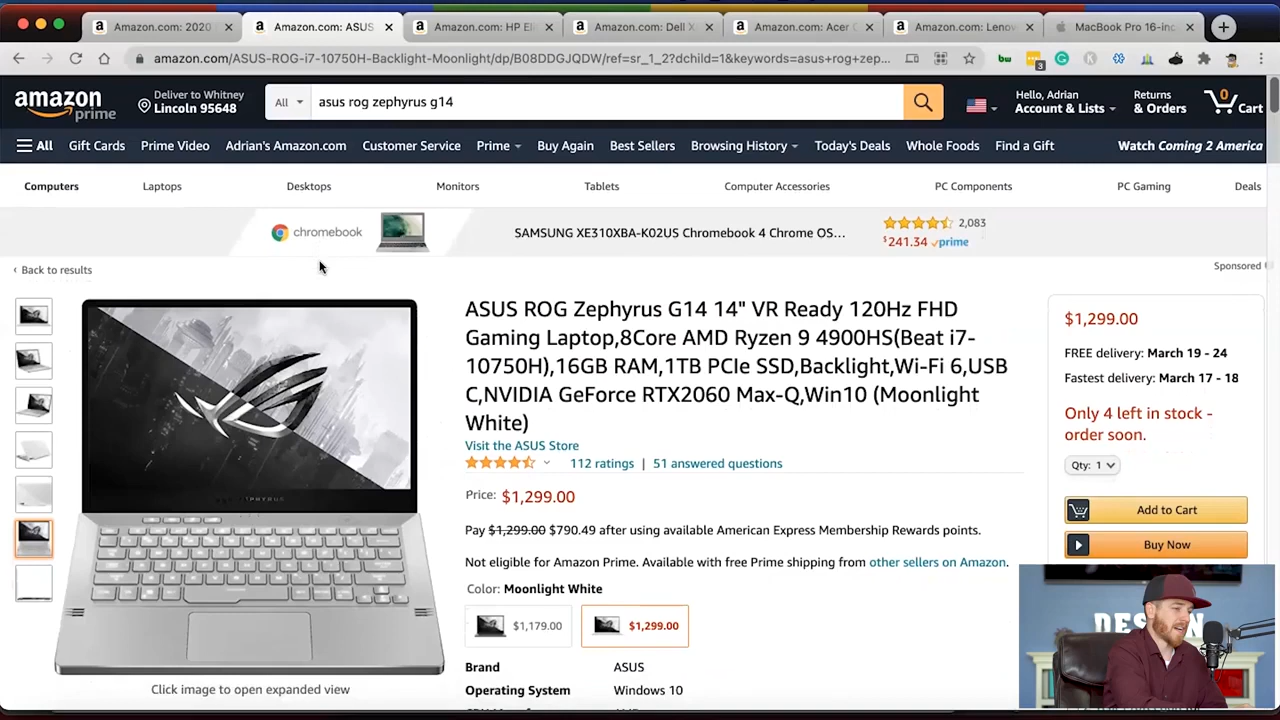 Amazon.com: 2020
Amazon.com: ASUS
Amazon.com: HP Eli
Amazon.com: Dell X
Amazon.com: Acer C
Amazon.com: Lenov
MacBook Pro 16-inc
amazon.com/ASUS-ROG-i7-10750H-Backlight-Moonlight/dp/B08DDGJQDW/ref=sr_1_2?dchild=1&keywords=asus+rog+zep...
3
amazon
prime
Deliver to Whitney
Lincoln 95648
All
asus rog zephyrus g14
Hello, Adrian
Account & Lists
Returns
& Orders
0
Cart
All
Gift Cards
Prime Video
Adrian's Amazon.com
Customer Service
Prime
Buy Again
Best Sellers
Browsing History
Today's Deals
Whole Foods
Find a Gift
Watch Coming 2 America
Computers
Laptops
Desktops
Monitors
Tablets
Computer Accessories
PC Components
PC Gaming
Deals
chromebook
SAMSUNG XE310XBA-K02US Chromebook 4 Chrome OS...
2,083
$241.34 prime
‹ Back to results
Sponsored
ASUS ROG Zephyrus G14 14" VR Ready 120Hz FHD
Gaming Laptop,8Core AMD Ryzen 9 4900HS(Beat i7-
10750H),16GB RAM,1TB PCIe SSD,Backlight,Wi-Fi 6,USB
C,NVIDIA GeForce RTX2060 Max-Q,Win10 (Moonlight
White)
Visit the ASUS Store
112 ratings | 51 answered questions
Price: $1,299.00
Pay $1,299.00 $790.49 after using available American Express Membership Rewards points.
Not eligible for Amazon Prime. Available with free Prime shipping from other sellers on Amazon.
Color: Moonlight White
$1,179.00
$1,299.00
Brand ASUS
Operating System Windows 10
Click image to open expanded view
$1,299.00
FREE delivery: March 19 - 24
Fastest delivery: March 17 - 18
Only 4 left in stock -
order soon.
Qty: 1
Add to Cart
Buy Now